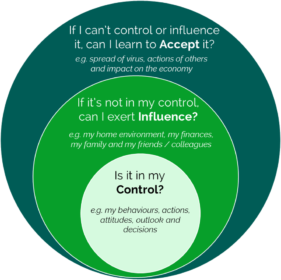 If I can't control or influence
it, can I learn to Accept it?
e.g. spread of virus, actions of others
and impact on the economy
If it's not in my control,
can I exert Influence?
e.g. my home environment, my finances,
my family and my friends / colleagues
Is it in my
Control?
e.g. my behaviours, actions,
attitudes, outlook and
decisions